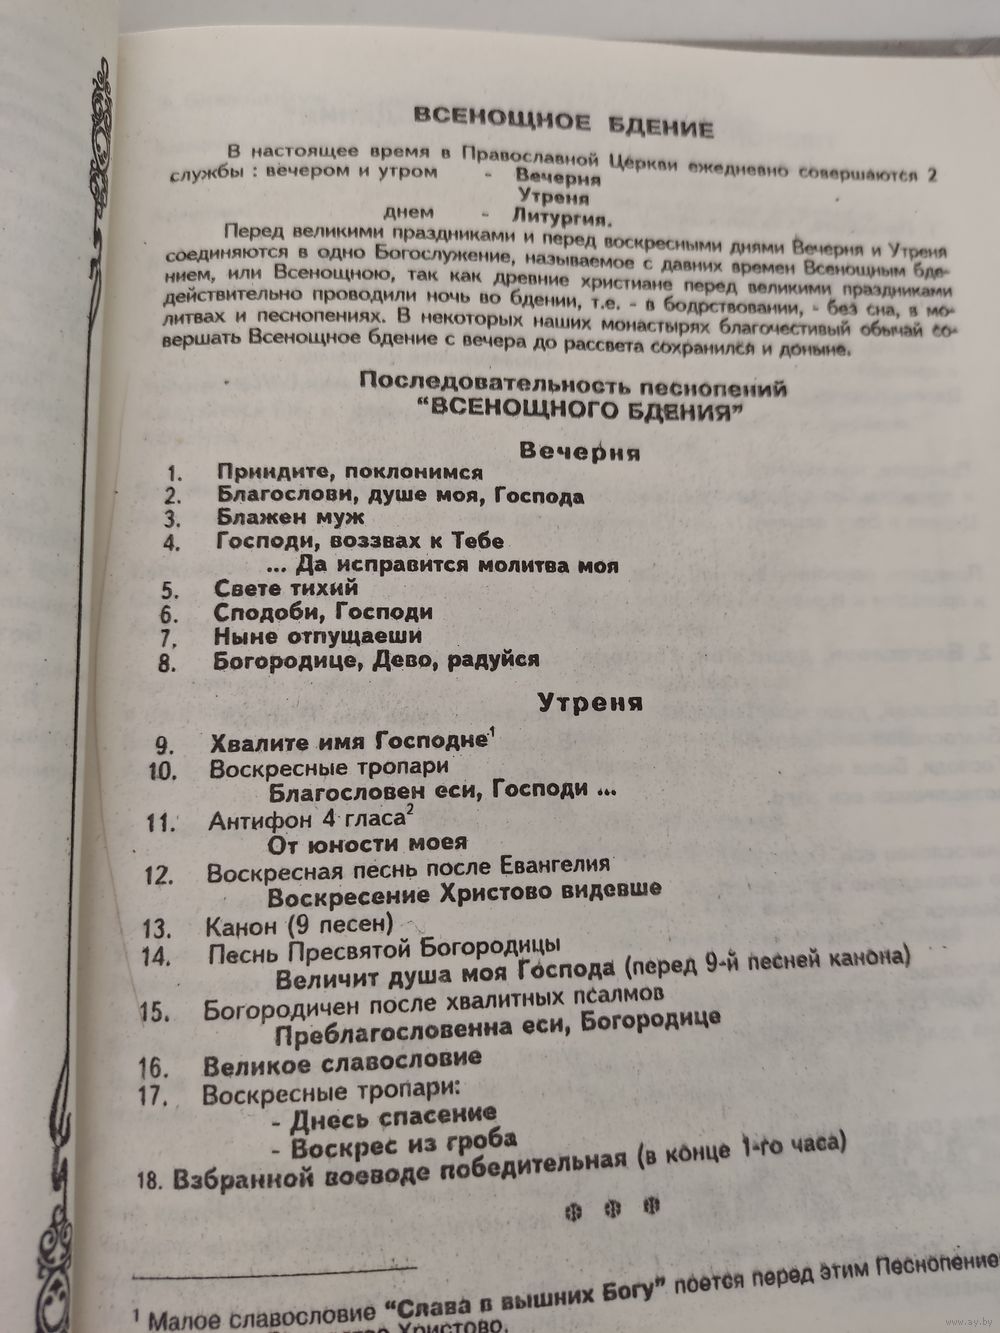 ВСЕНОЩНОЕ БДЕНИЕ
В настоящее время в Православной Церкви ежедневно совершаются 2
службы : вечером и утром - Вечерня
Утреня
днем - Литургия.
Перед великими праздниками и перед воскресными днями Вечерня и Утреня
соединяются в одно Богослужение, называемое с давних времен Всенощным бде-
нием, или Всенощною, так как древние христиане перед великими праздниками
действительно проводили ночь во бдении, т.е. - в бодрствовании, - без сна, в мо-
литвах и песнопениях. В некоторых наших монастырях благочестивый обычай со-
вершать Всенощное бдение с вечера до рассвета сохранился и доныне.
Последовательность песнопений
“ВСЕНОЩНОГО БДЕНИЯ”
Вечерня
1. Приидите, поклонимся
2. Благослови, душе моя, Господа
3. Блажен муж
4. Господи, воззвах к Тебе
... Да исправится молитва моя
5. Свете тихий
6. Сподоби, Господи
7. Ныне отпущаеши
8. Богородице, Дево, радуйся
Утреня
9. Хвалите имя Господне¹
10. Воскресные тропари
Благословен еси, Господи ...
11. Антифон 4 гласа²
От юности моея
12. Воскресная песнь после Евангелия
Воскресение Христово видевше
13. Канон (9 песен)
14. Песнь Пресвятой Богородицы
Величит душа моя Господа (перед 9-й песней канона)
15. Богородичен после хвалитных псалмов
Преблагословенна еси, Богородице
16. Великое славословие
17. Воскресные тропари:
- Днесь спасение
- Воскрес из гроба
18. Взбранной воеводе победительная (в конце 1-го часа)
¹ Малое славословие “Слава в вышних Богу” поется перед этим Песнопение
Христово.
www.ay.by